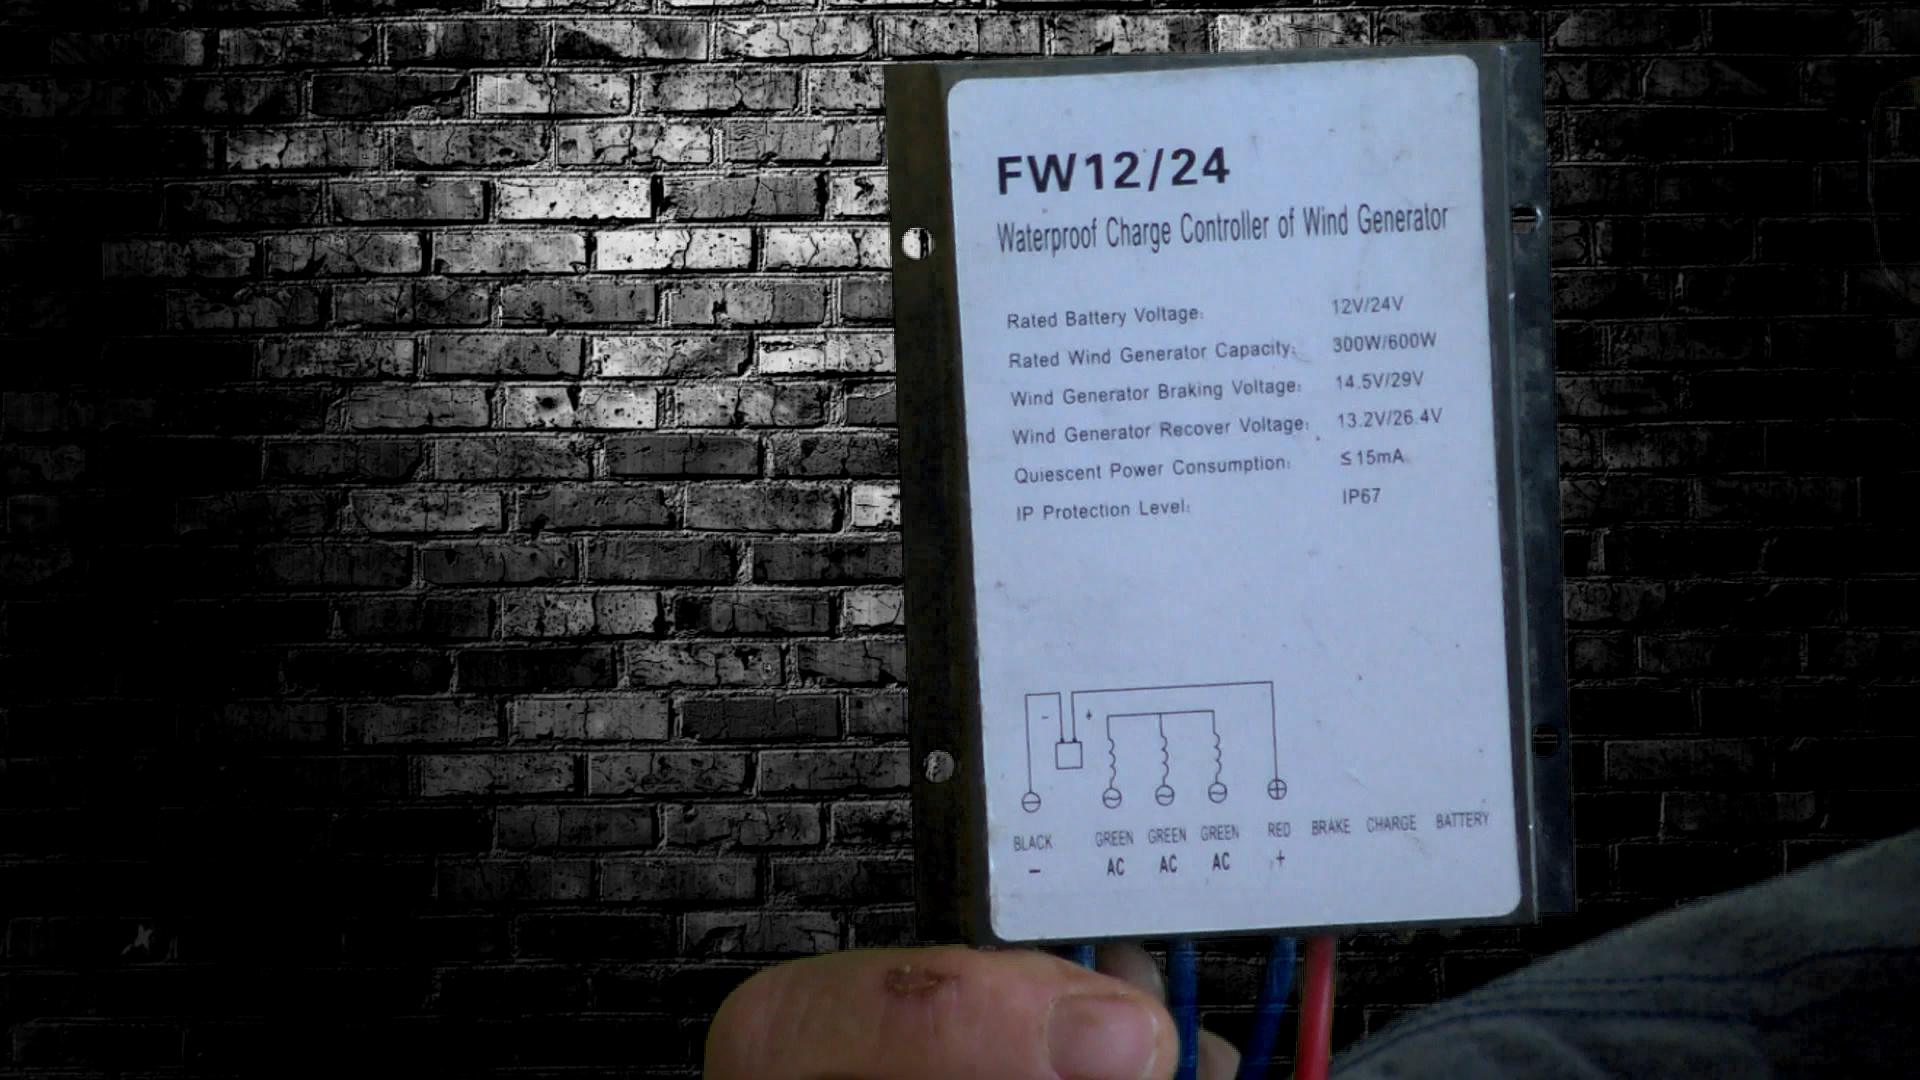 FW12/24
Waterproof Charge Controller of Wind Generator
Rated Battery Voltage: 12V/24V
Rated Wind Generator Capacity: 300W/600W
Wind Generator Braking Voltage: 14.5V/29V
Wind Generator Recover Voltage: 13.2V/26.4V
Quiescent Power Consumption: ≤15mA
IP Protection Level: IP67
- +
BLACK GREEN GREEN GREEN RED BRAKE CHARGE BATTERY
- AC AC AC +